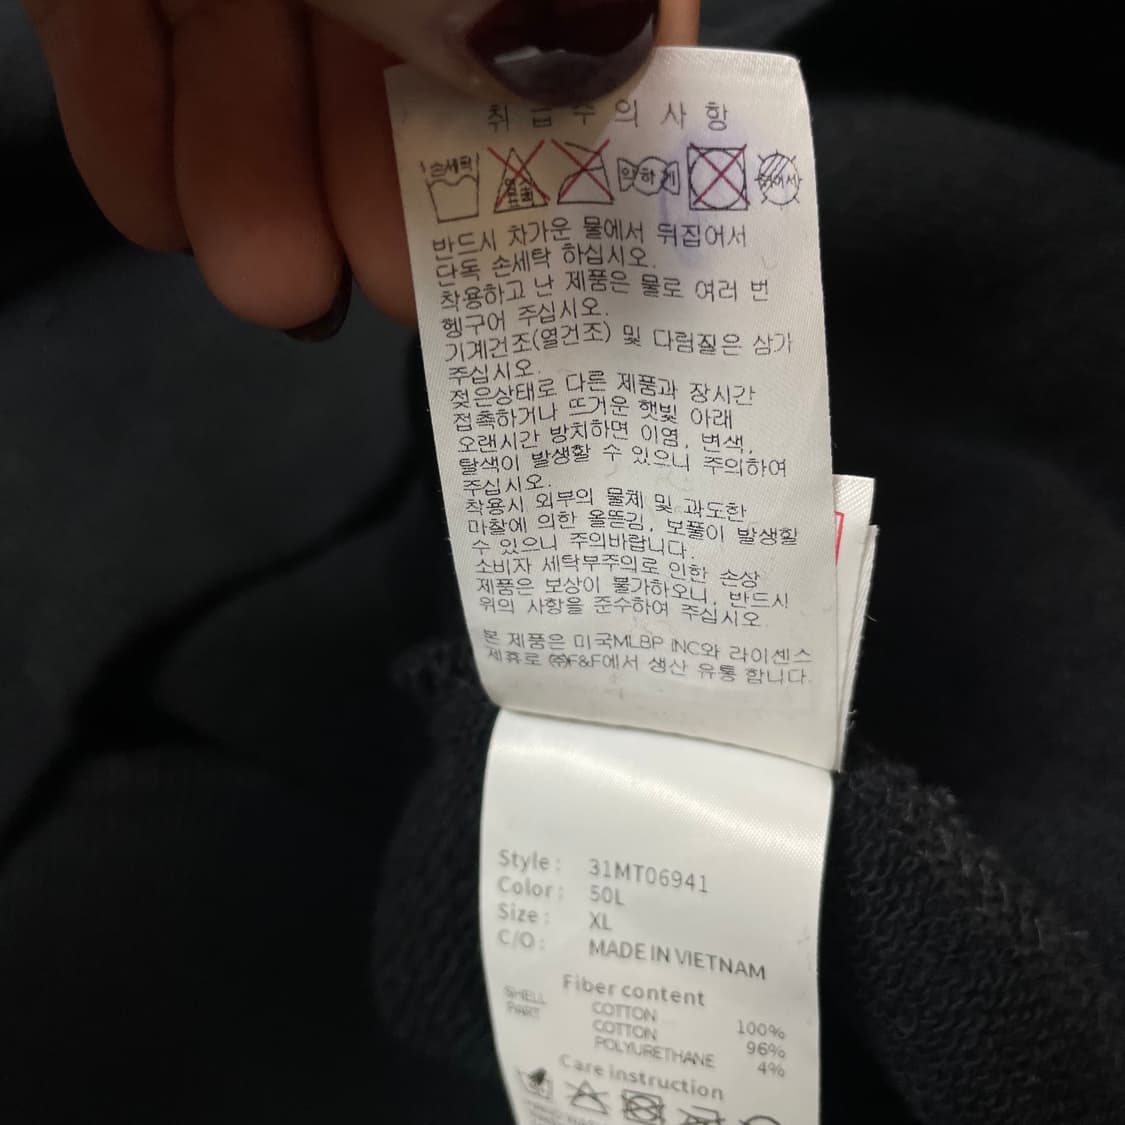 취급주의사항
손세탁
약하게
반드시 차가운 물에서 뒤집어서
단독 손세탁 하십시오.
착용하고 난 제품은 물로 여러 번
헹구어 주십시오.
기계건조(열건조) 및 다림질은 삼가
주십시오.
젖은상태로 다른 제품과 장시간
접촉하거나 뜨거운 햇빛 아래
오랜시간 방치하면 이염, 변색,
탈색이 발생할 수 있으니 주의하여
주십시오.
착용시 외부의 물체 및 과도한
마찰에 의한 올뜯김, 보풀이 발생할
수 있으니 주의바랍니다.
소비자 세탁부주의로 인한 손상
제품은 보상이 불가하오니, 반드시
위의 사항을 준수하여 주십시오.
본 제품은 미국MLBP INC와 라이센스
제휴로 ㈜F&F에서 생산 유통 합니다.
Style : 31MT06941
Color : 50L
Size : XL
C/O : MADE IN VIETNAM
Fiber content
SHELL COTTON 100%
PART COTTON 96%
POLYURETHANE 4%
Care instruction